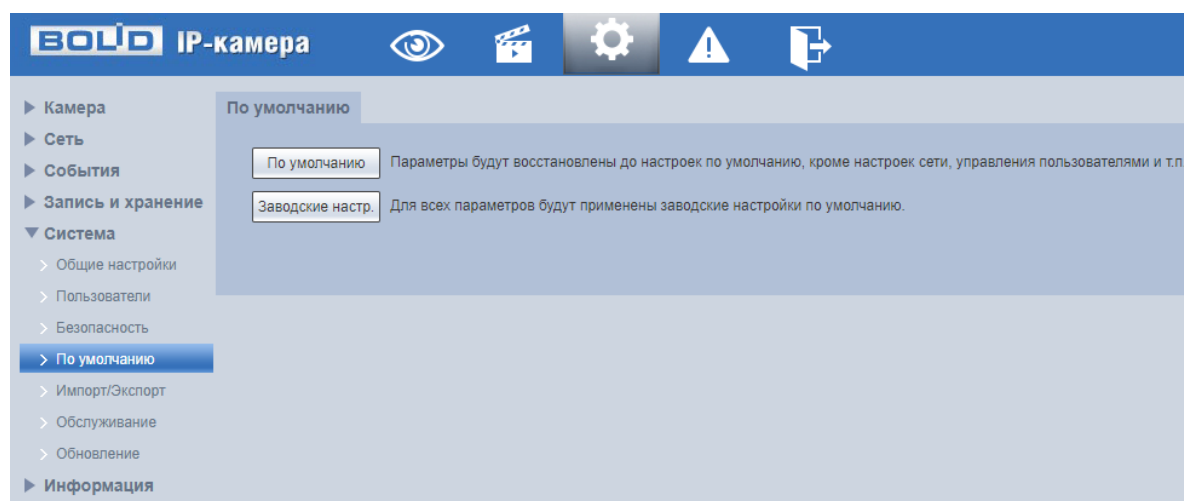 BOLID IP-камера
Камера
Сеть
События
Запись и хранение
Система
Общие настройки
Пользователи
Безопасность
По умолчанию
Импорт/Экспорт
Обслуживание
Обновление
Информация
По умолчанию
По умолчанию Параметры будут восстановлены до настроек по умолчанию, кроме настроек сети, управления пользователями и т.п
Заводские настр. Для всех параметров будут применены заводские настройки по умолчанию.